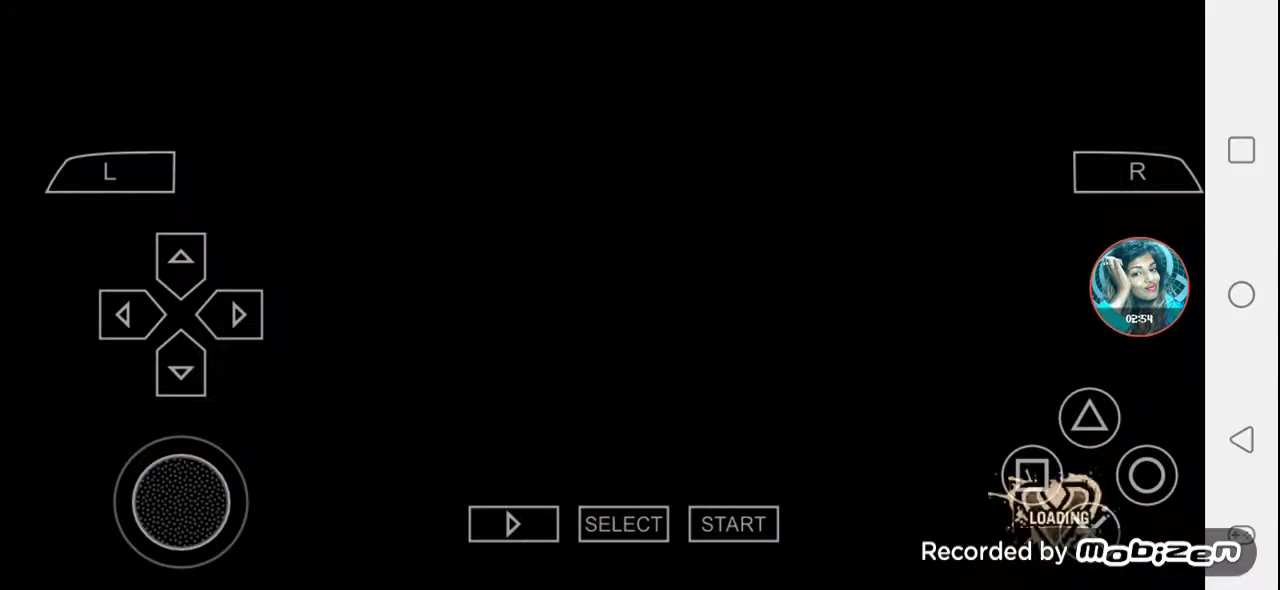 L
R
02:54
SELECT
START
LOADING
Recorded by mobizen